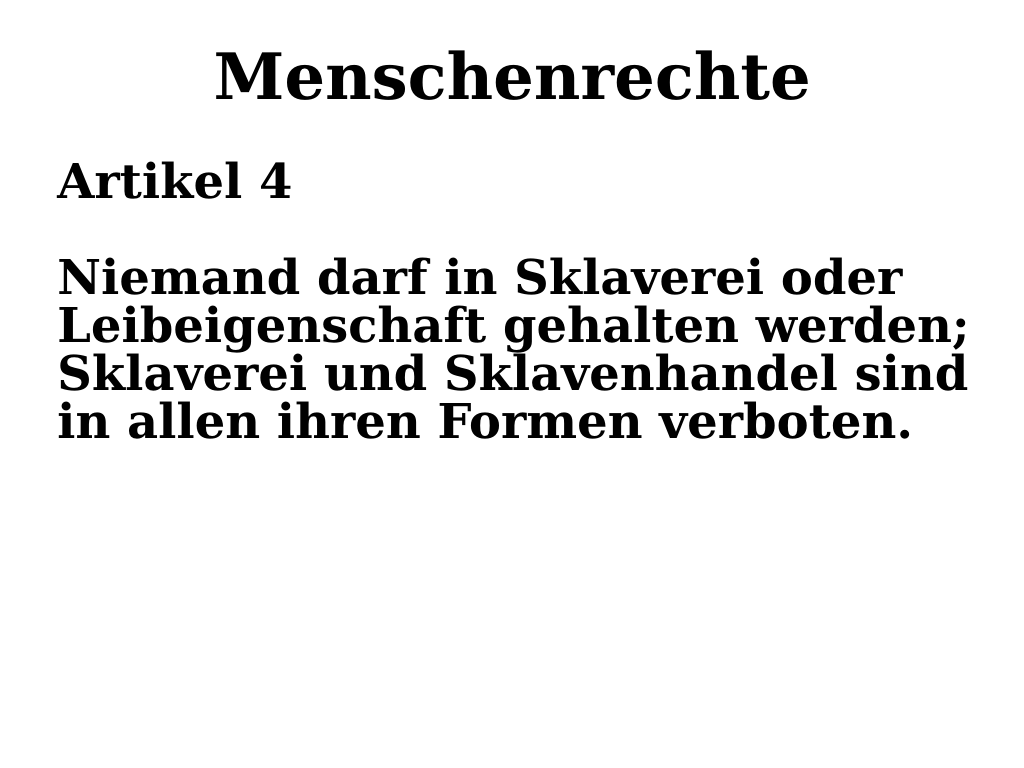 Menschenrechte
Artikel 4
Niemand darf in Sklaverei oder
Leibeigenschaft gehalten werden;
Sklaverei und Sklavenhandel sind
in allen ihren Formen verboten.